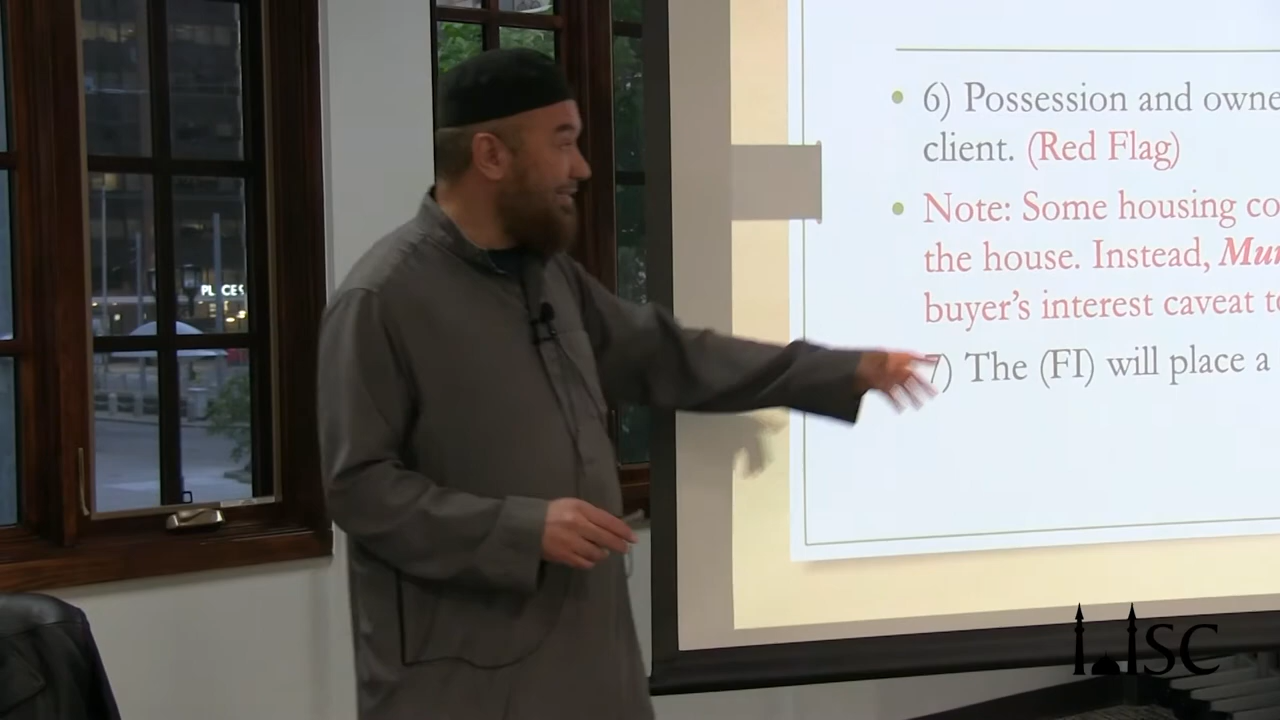 6) Possession and owne
client. (Red Flag)
Note: Some housing co
the house. Instead, Mur
buyer's interest caveat to
7) The (FI) will place a
PLACES
ISC